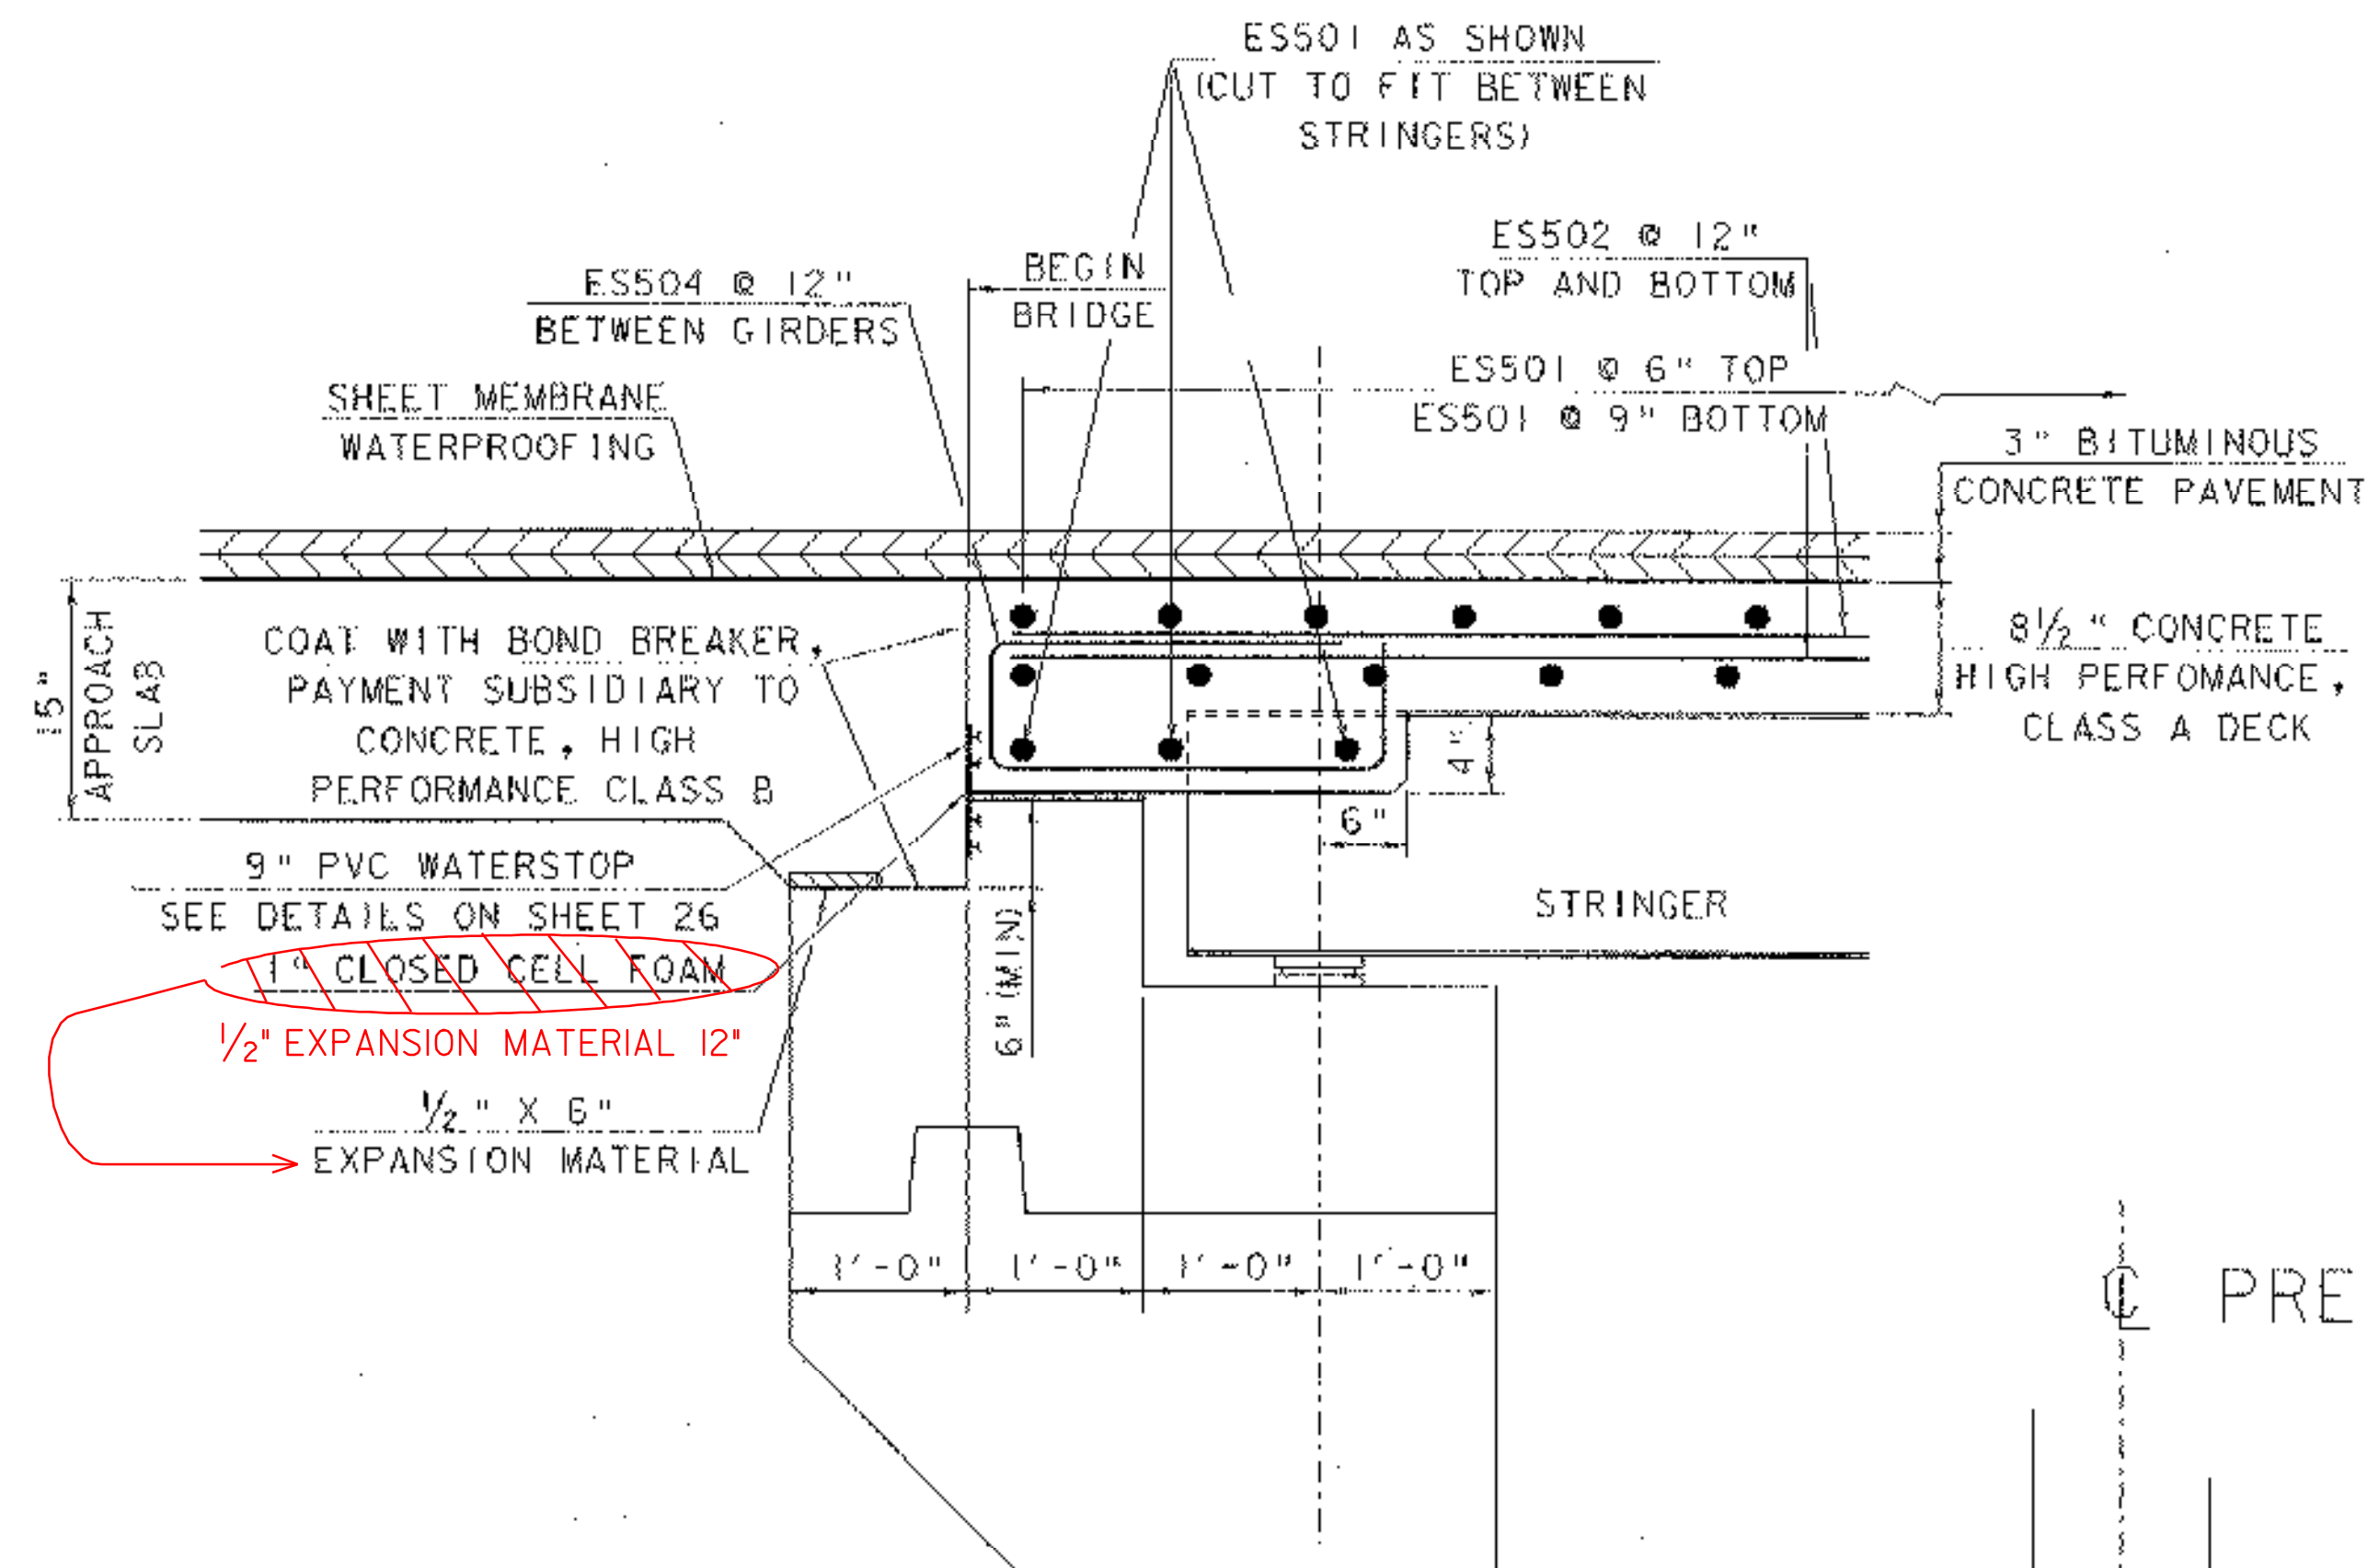 ES501 AS SHOWN
(CUT TO FIT BETWEEN
STRINGERS)
ES502 @ 12"
TOP AND BOTTOM
BEGIN
BRIDGE
ES504 @ 12"
BETWEEN GIRDERS
ES501 @ 6" TOP
ES501 @ 9" BOTTOM
SHEET MEMBRANE
WATERPROOFING
3" BITUMINOUS
CONCRETE PAVEMENT
15"
APPROACH
SLAB
COAT WITH BOND BREAKER,
PAYMENT SUBSIDIARY TO
CONCRETE, HIGH
PERFORMANCE CLASS B
8 1/2" CONCRETE
HIGH PERFOMANCE,
CLASS A DECK
4"
6"
9" PVC WATERSTOP
SEE DETAILS ON SHEET 26
STRINGER
1" CLOSED CELL FOAM
6" (MIN)
1/2" EXPANSION MATERIAL 12"
1/2" X 6"
EXPANSION MATERIAL
1'-0" 1'-0" 1'-0" 1'-0"
℄ PRE